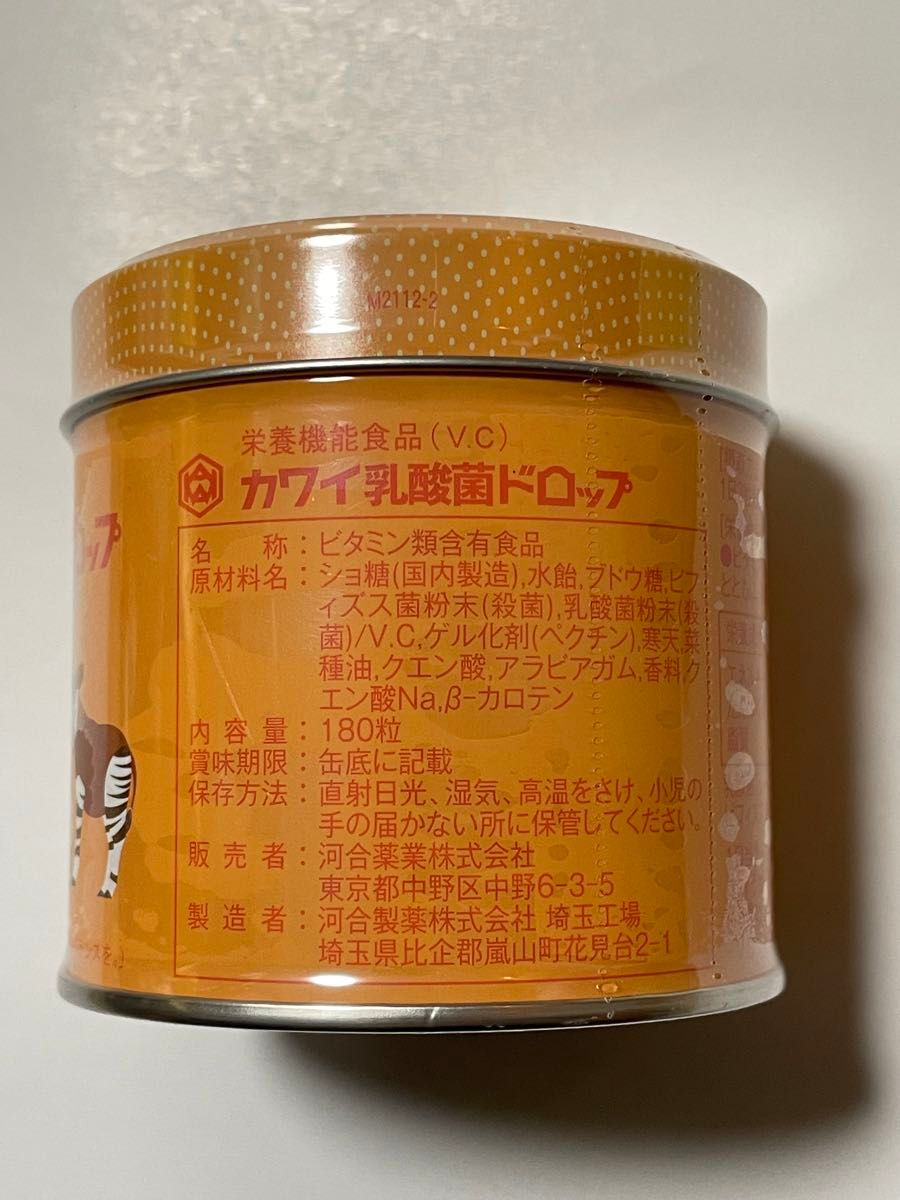 M2112-2
栄養機能食品(V.C)
カワイ乳酸菌ドロップ
名称:ビタミン類含有食品
原材料名:ショ糖(国内製造),水飴,ブドウ糖,ビフ
ィズス菌粉末(殺菌),乳酸菌粉末(殺
菌)/V.C,ゲル化剤(ペクチン),寒天,菜
種油,クエン酸,アラビアガム,香料,ク
エン酸Na,β-カロテン
内容量:180粒
賞味期限:缶底に記載
保存方法:直射日光、湿気、高温をさけ、小児の
手の届かない所に保管してください。
販売者:河合薬業株式会社
東京都中野区中野6-3-5
製造者:河合製薬株式会社 埼玉工場
埼玉県比企郡嵐山町花見台2-1
ップ